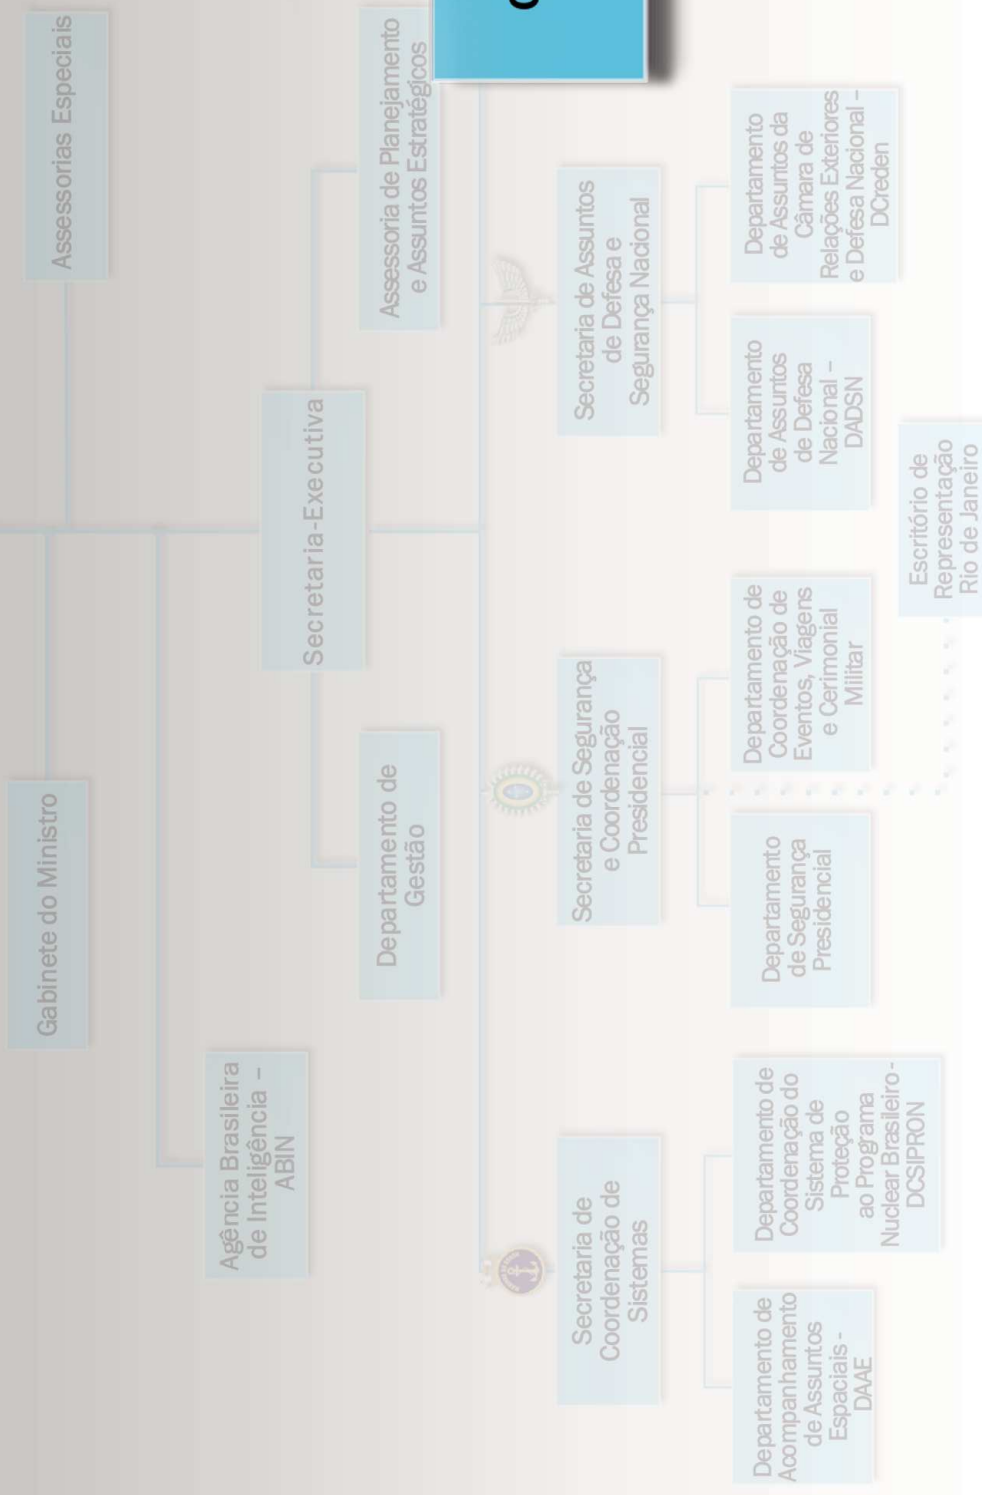 Assessorias Especiais
Gabinete do Ministro
Agência Brasileira
de Inteligência –
ABIN
Secretaria-Executiva
Departamento de
Gestão
Assessoria de Planejamento
e Assuntos Estratégicos
Secretaria de
Coordenação de
Sistemas
Secretaria de Segurança
e Coordenação
Presidencial
Secretaria de Assuntos
de Defesa e
Segurança Nacional
Departamento de
Acompanhamento
de Assuntos
Espaciais -
DAAE
Departamento de
Coordenação do
Sistema de
Proteção
ao Programa
Nuclear Brasileiro-
DCSIPRON
Departamento
de Segurança
Presidencial
Departamento de
Coordenação de
Eventos, Viagens
e Cerimonial
Militar
Departamento
de Assuntos
de Defesa
Nacional –
DADSN
Departamento
de Assuntos da
Câmara de
Relações Exteriores
e Defesa Nacional –
DCreden
Escritório de
Representação
Rio de Janeiro